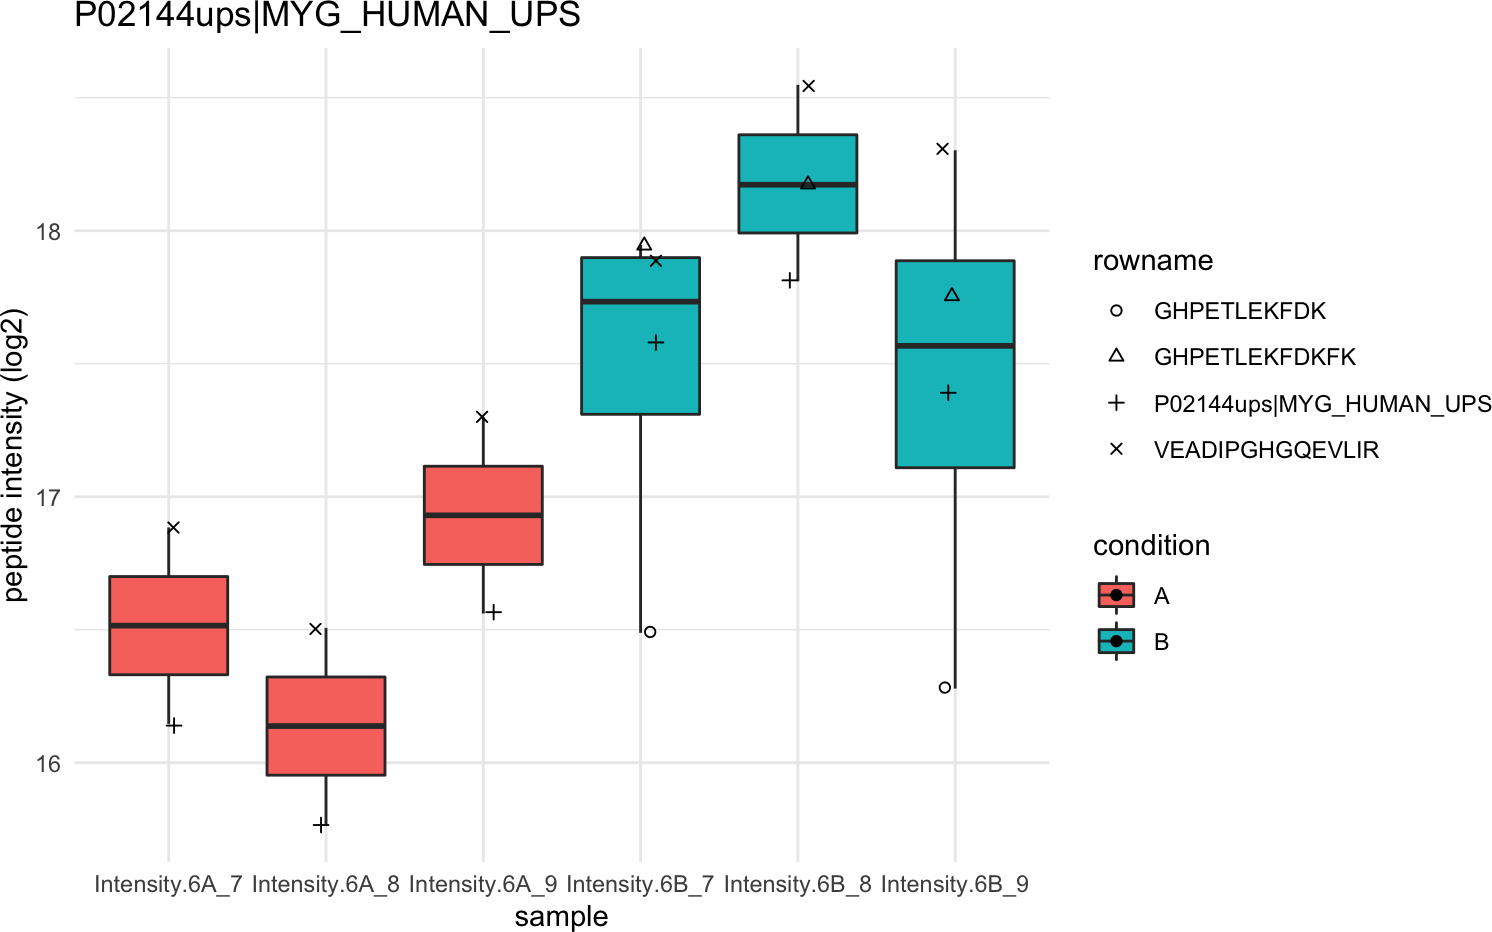 P02144ups|MYG_HUMAN_UPS
peptide intensity (log2)
18
17
16
Intensity.6A_7 Intensity.6A_8 Intensity.6A_9 Intensity.6B_7 Intensity.6B_8 Intensity.6B_9
sample
rowname
GHPETLEKFDK
GHPETLEKFDKFK
P02144ups|MYG_HUMAN_UPS
VEADIPGHGQEVLIR
condition
A
B